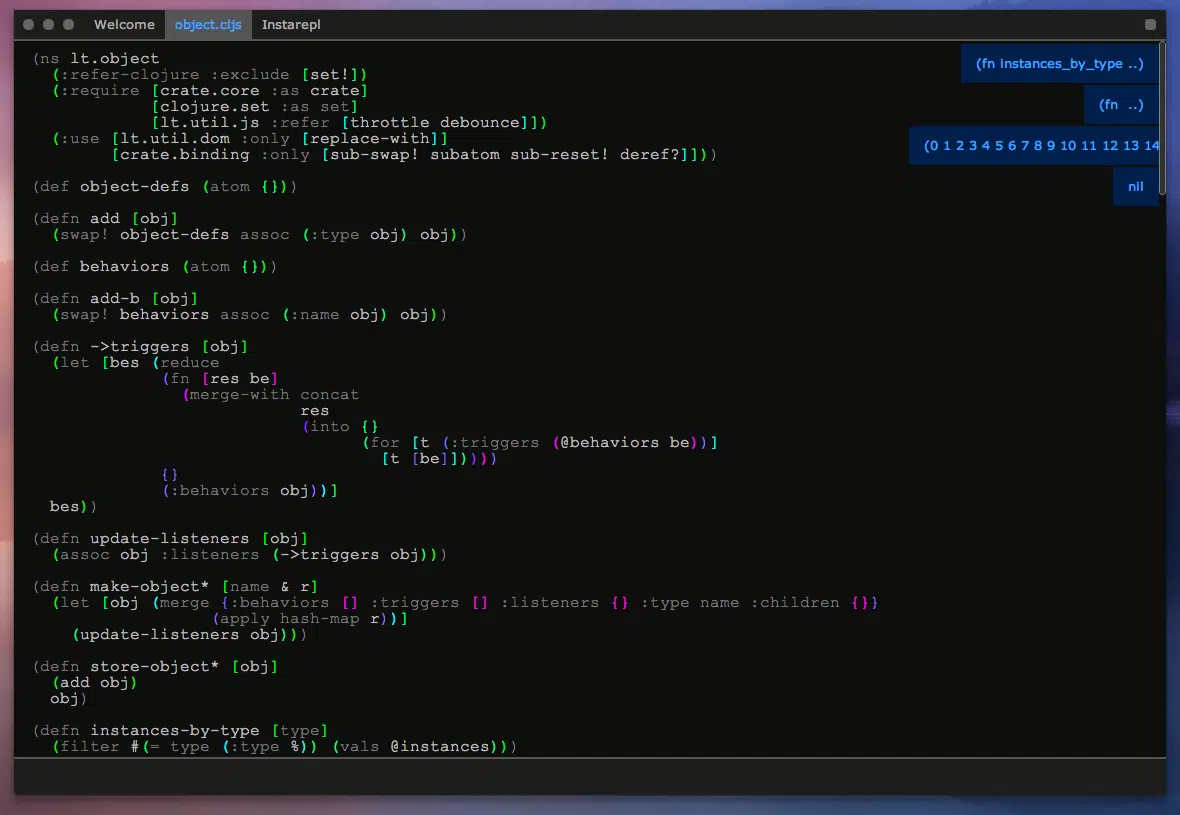 Welcome object.cljs Instarepl
(ns lt.object
  (:refer-clojure :exclude [set!])
  (:require [crate.core :as crate]
            [clojure.set :as set]
            [lt.util.js :refer [throttle debounce]])
  (:use [lt.util.dom :only [replace-with]]
        [crate.binding :only [sub-swap! subatom sub-reset! deref?]]))
(def object-defs (atom {}))
(defn add [obj]
  (swap! object-defs assoc (:type obj) obj))
(def behaviors (atom {}))
(defn add-b [obj]
  (swap! behaviors assoc (:name obj) obj))
(defn ->triggers [obj]
  (let [bes (reduce
             (fn [res be]
               (merge-with concat
                           res
                           (into {}
                                 (for [t (:triggers (@behaviors be))]
                                   [t [be]]))))
             {}
             (:behaviors obj))]
  bes))
(defn update-listeners [obj]
  (assoc obj :listeners (->triggers obj)))
(defn make-object* [name & r]
  (let [obj (merge {:behaviors [] :triggers [] :listeners {} :type name :children {}}
                  (apply hash-map r))]
    (update-listeners obj)))
(defn store-object* [obj]
  (add obj)
  obj)
(defn instances-by-type [type]
  (filter #(= type (:type %)) (vals @instances)))
(fn instances_by_type ..)
(fn ..)
(0 1 2 3 4 5 6 7 8 9 10 11 12 13 14
nil